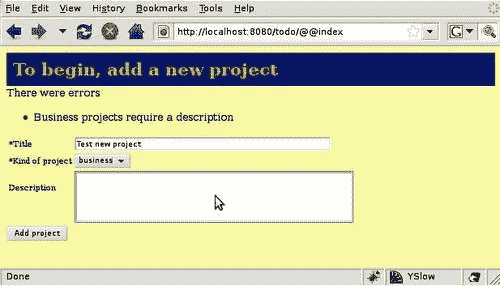 File Edit View History Bookmarks Tools Help
http://localhost:8080/todo/@@index
G
To begin, add a new project
There were errors
Business projects require a description
*Title Test new project
*Kind of project business
Description
Add project
Done YSlow